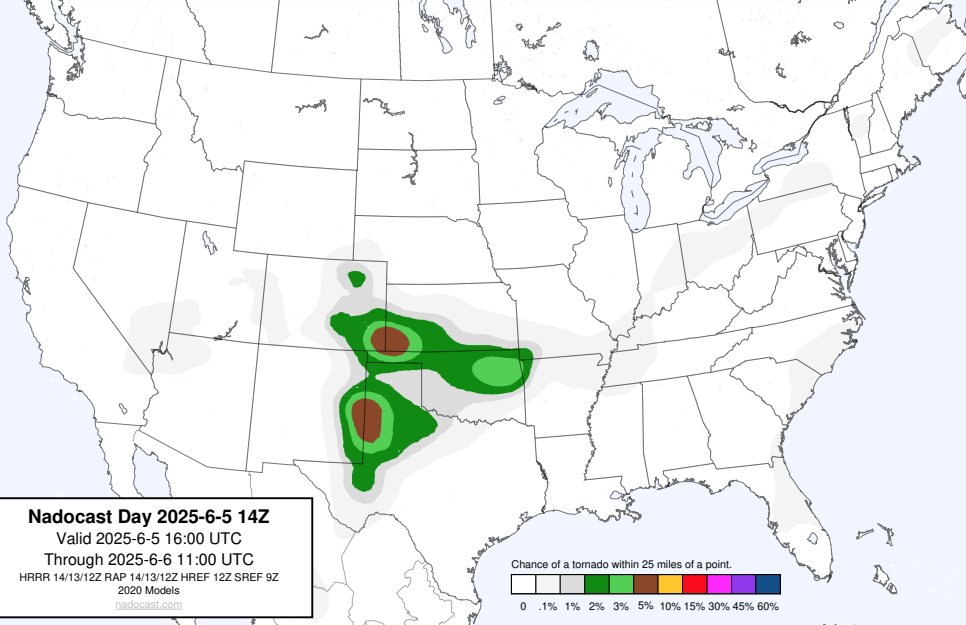 Nadocast Day 2025-6-5 14Z
Valid 2025-6-5 16:00 UTC
Through 2025-6-6 11:00 UTC
HRRR 14/13/12Z RAP 14/13/12Z HREF 12Z SREF 9Z
2020 Models
nadocast.com
Chance of a tornado within 25 miles of a point.
0 .1% 1% 2% 3% 5% 10% 15% 30% 45% 60%